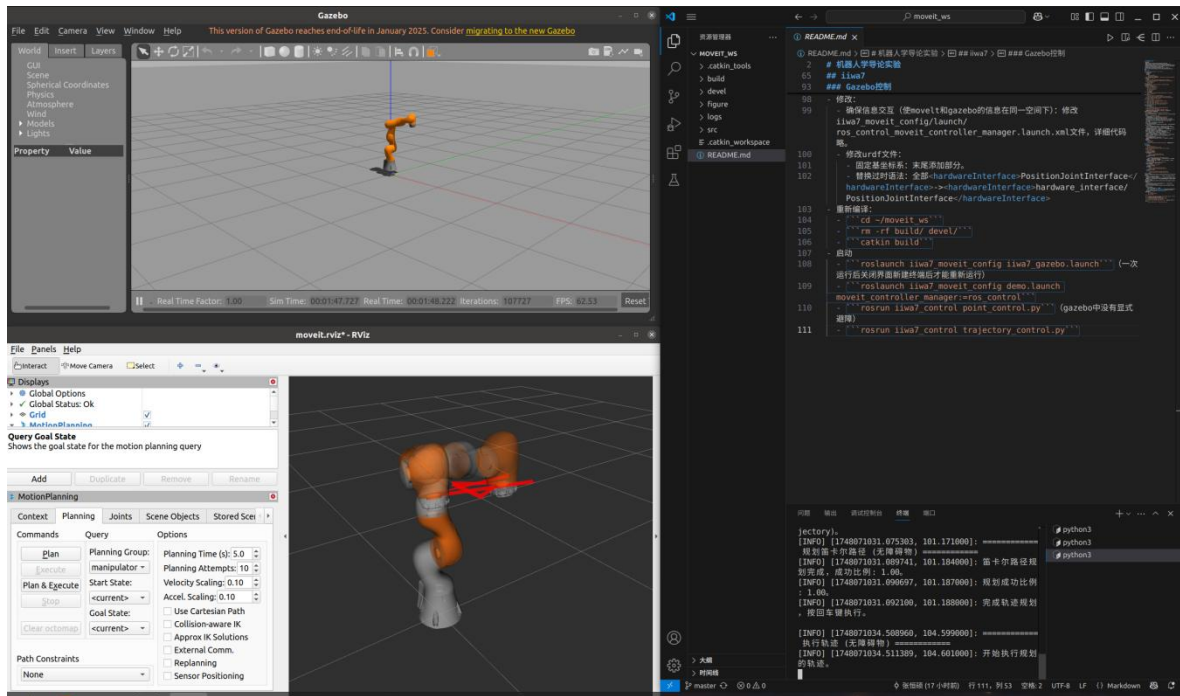 Gazebo
File Edit Camera View Window Help
This version of Gazebo reaches end-of-life in January 2025. Consider migrating to the new Gazebo
World Insert Layers
GUI
Scene
Spherical Coordinates
Physics
Atmosphere
Wind
Models
Lights
Property Value
Real Time Factor: 1.00 Sim Time: 00:01:47.727 Real Time: 00:01:48.222 Iterations: 107727 FPS: 62.53 Reset
moveit.rviz* - RViz
File Panels Help
Interact Move Camera Select
Displays
Global Options
Global Status: Ok
Grid
MotionPlanning
Query Goal State
Shows the goal state for the motion planning query
Add Duplicate Remove Rename
MotionPlanning
Context Planning Joints Scene Objects Stored Scen
Commands Query Options
Plan
Execute
Plan & Execute
Stop
Clear octomap
Planning Group:
manipulator
Start State:
<current>
Goal State:
<current>
Planning Time (s): 5.0
Planning Attempts: 10
Velocity Scaling: 0.10
Accel. Scaling: 0.10
Use Cartesian Path
Collision-aware IK
Approx IK Solutions
External Comm.
Replanning
Sensor Positioning
Path Constraints
None
moveit_ws
资源管理器
MOVEIT_WS
.catkin_tools
build
devel
figure
logs
src
.catkin_workspace
README.md
大纲
时间线
README.md
README.md > # 机器人学导论实验 > ## iiwa7 > ### Gazebo控制
2 # 机器人学导论实验
65 ## iiwa7
93 ### Gazebo控制
98 - 修改:
99 - 确保信息交互（使moveIt和gazebo的信息在同一空间下）：修改
iiwa7_moveit_config/launch/
ros_control_moveit_controller_manager.launch.xml文件，详细代码
略。
100 - 修改urdf文件:
101 - 固定基坐标系: 末尾添加部分。
102 - 替换过时语法: 全部<hardwareInterface>PositionJointInterface</
hardwareInterface>-><hardwareInterface>hardware_interface/
PositionJointInterface</hardwareInterface>
103 - 重新编译:
104 - ```cd ~/moveit_ws```
105 - ```rm -rf build/ devel/```
106 - ```catkin build```
107 - 启动
108 - ```roslaunch iiwa7_moveit_config iiwa7_gazebo.launch``` (一次
运行后关闭界面新建终端后才能重新运行)
109 - ```roslaunch iiwa7_moveit_config demo.launch
moveit_controller_manager:=ros_control```
110 - ```rosrun iiwa7_control point_control.py``` (gazebo中没有显式
避障)
111 - ```rosrun iiwa7_control trajectory_control.py```
问题 输出 调试控制台 终端 端口
jectory)。
[INFO] [1748071031.075303, 101.171000]: ============
规划笛卡尔路径 (无障碍物) ============
[INFO] [1748071031.089741, 101.184000]: 笛卡尔路径规
划完成，成功比例: 1.00。
[INFO] [1748071031.090697, 101.187000]: 规划成功比例
: 1.00。
[INFO] [1748071031.092100, 101.188000]: 完成轨迹规划
，按回车键执行。
[INFO] [1748071034.508960, 104.599000]: ============
执行轨迹 (无障碍物) ============
[INFO] [1748071034.511389, 104.601000]: 开始执行规划
的轨迹。
python3
python3
python3
master 0 0 张恒硕 (17 小时前) 行 111，列 53 空格: 2 UTF-8 LF {} Markdown